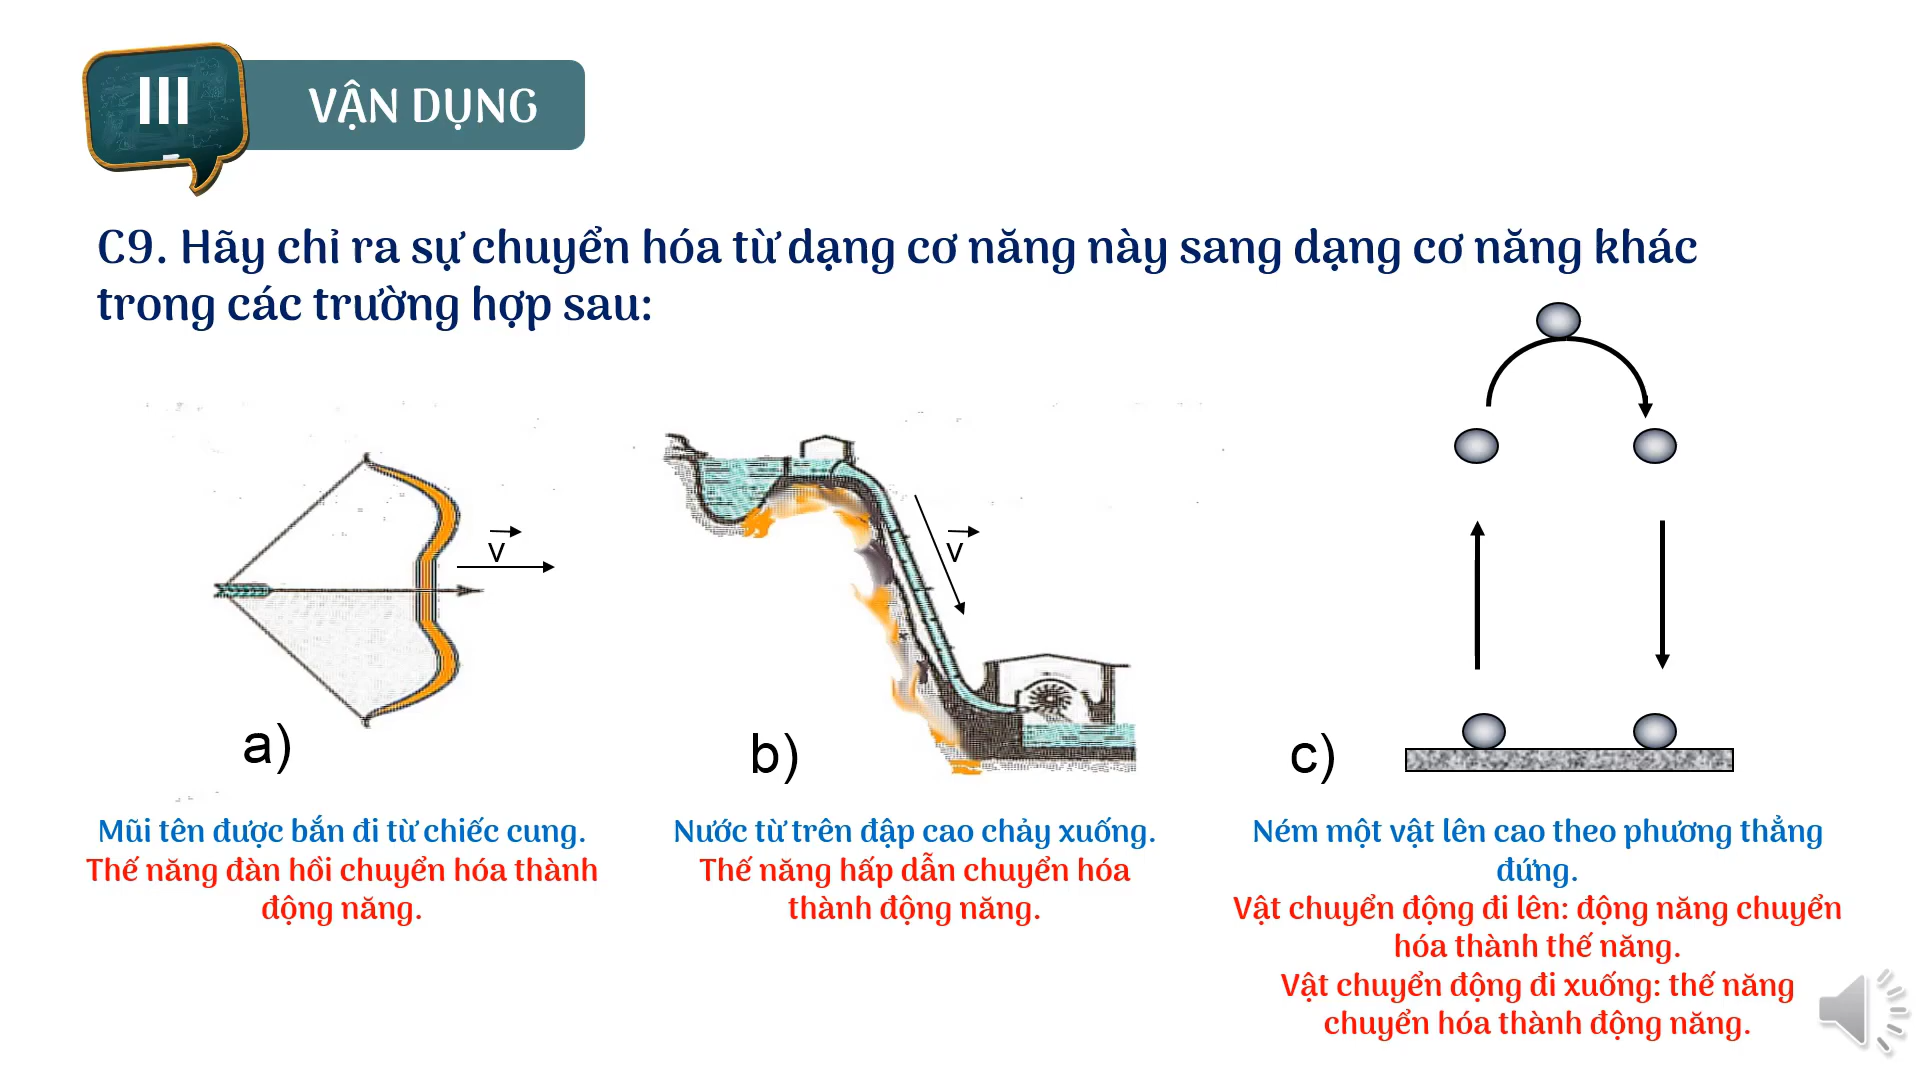 III
VẬN DỤNG
C9. Hãy chỉ ra sự chuyển hóa từ dạng cơ năng này sang dạng cơ năng khác
trong các trường hợp sau:
v
v
a)
b)
c)
Mũi tên được bắn đi từ chiếc cung.
Thế năng đàn hồi chuyển hóa thành
động năng.
Nước từ trên đập cao chảy xuống.
Thế năng hấp dẫn chuyển hóa
thành động năng.
Ném một vật lên cao theo phương thẳng
đứng.
Vật chuyển động đi lên: động năng chuyển
hóa thành thế năng.
Vật chuyển động đi xuống: thế năng
chuyển hóa thành động năng.